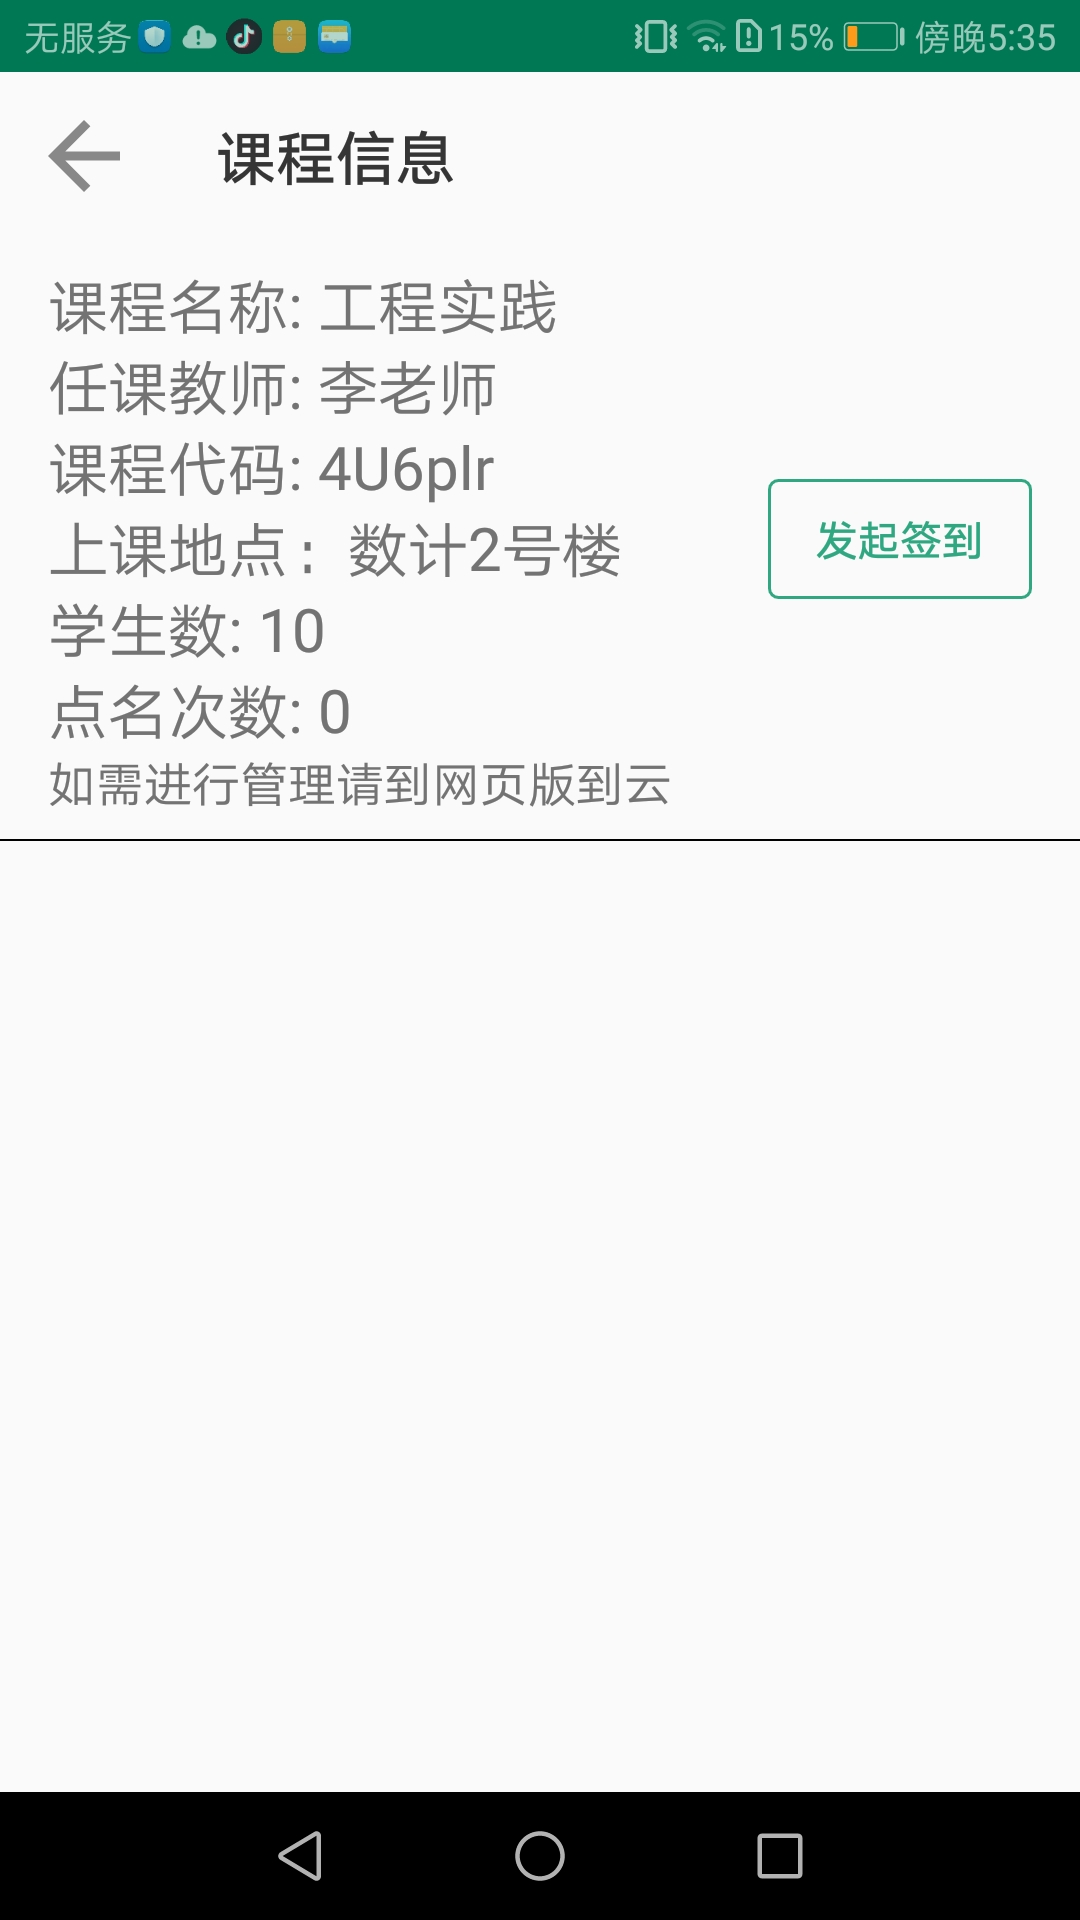 无服务 15% 傍晚5:35
课程信息
课程名称: 工程实践
任课教师: 李老师
课程代码: 4U6plr
上课地点：数计2号楼
发起签到
学生数: 10
点名次数: 0
如需进行管理请到网页版到云